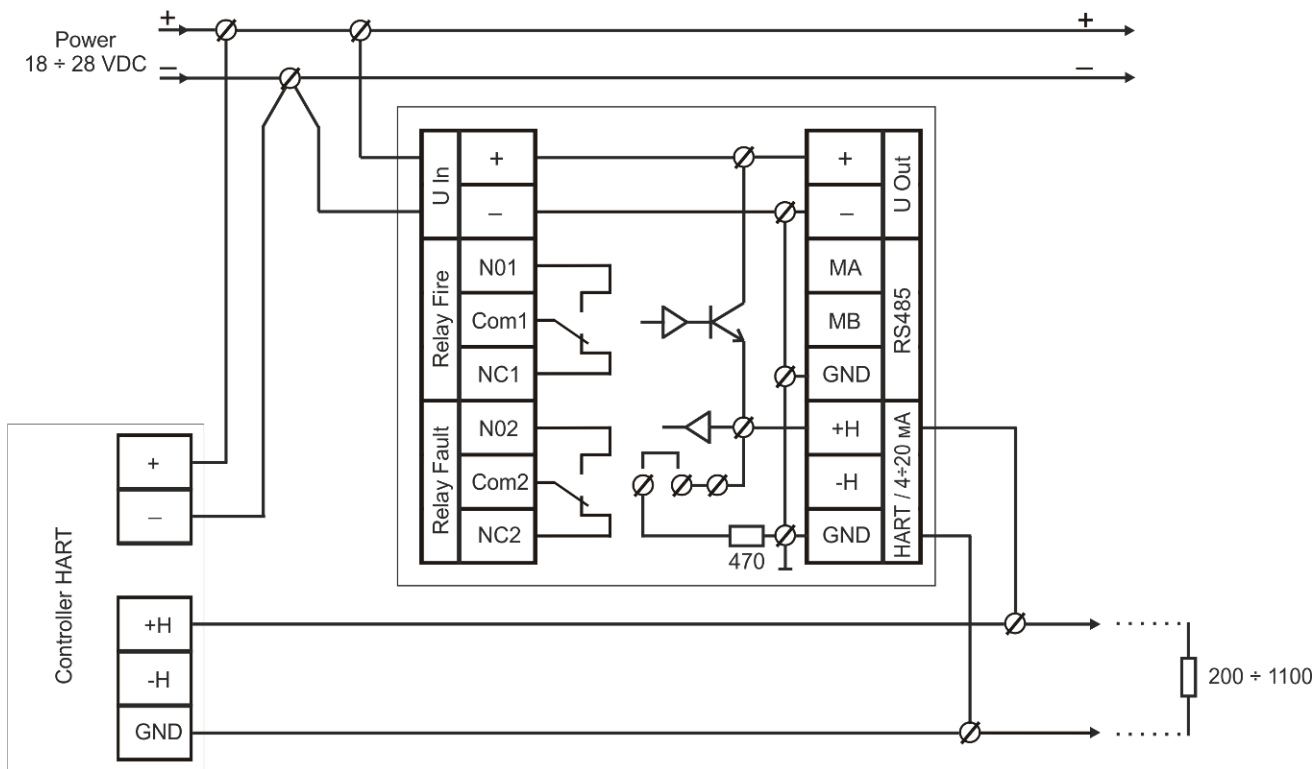 +
+
Power
18 ÷ 28 VDC
–
–
U In
+
–
+
–
U Out
Relay Fire
N01
Com1
NC1
MA
MB
GND
RS485
Relay Fault
N02
Com2
NC2
+H
-H
GND
HART / 4÷20 мА
470
Controller HART
+
–
+H
-H
GND
200 ÷ 1100